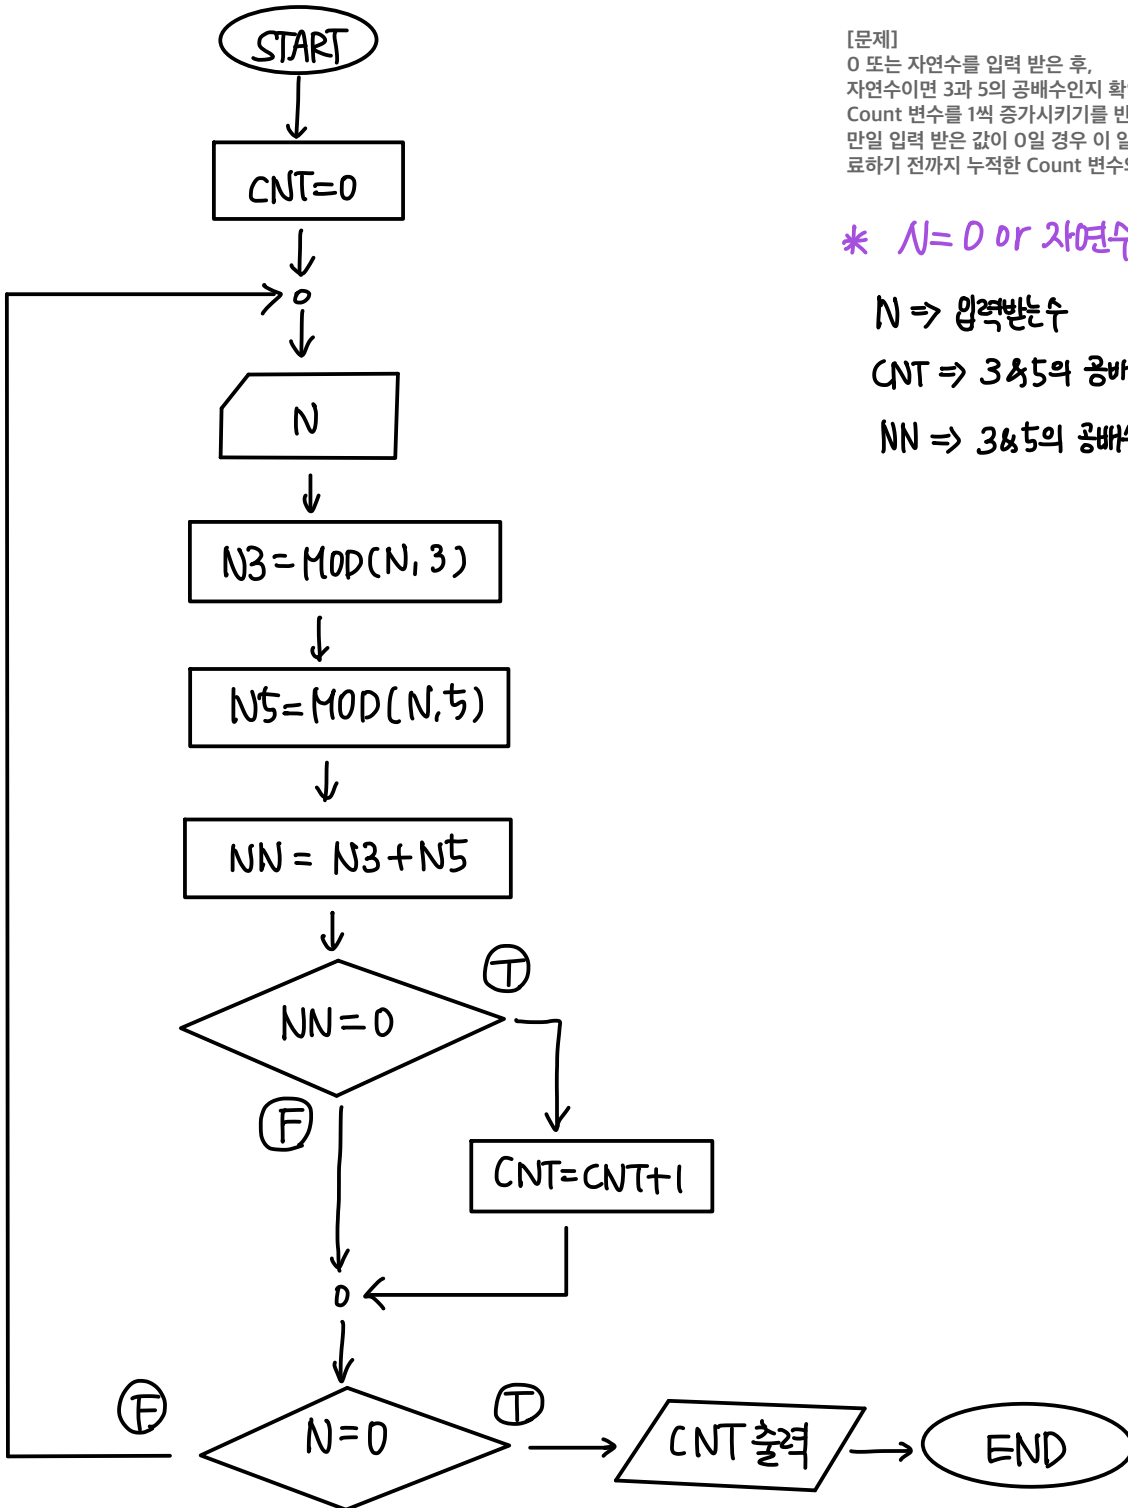 START
[문제]
0 또는 자연수를 입력 받은 후,
자연수이면 3과 5의 공배수인지
Count 변수를 1씩 증가시키기를
만일 입력 받은 값이 0일 경우 이
료하기 전까지 누적한 Count
CNT=0
* N=0 or 자연수
N => 입력받는수
CNT => 3&5의
N
NN => 3&5의 공배수
N3=MOD(N,3)
N5=MOD(N,5)
NN = N3+N5
T
NN=0
F
CNT=CNT+1
F
T
N=0
CNT 출력
END